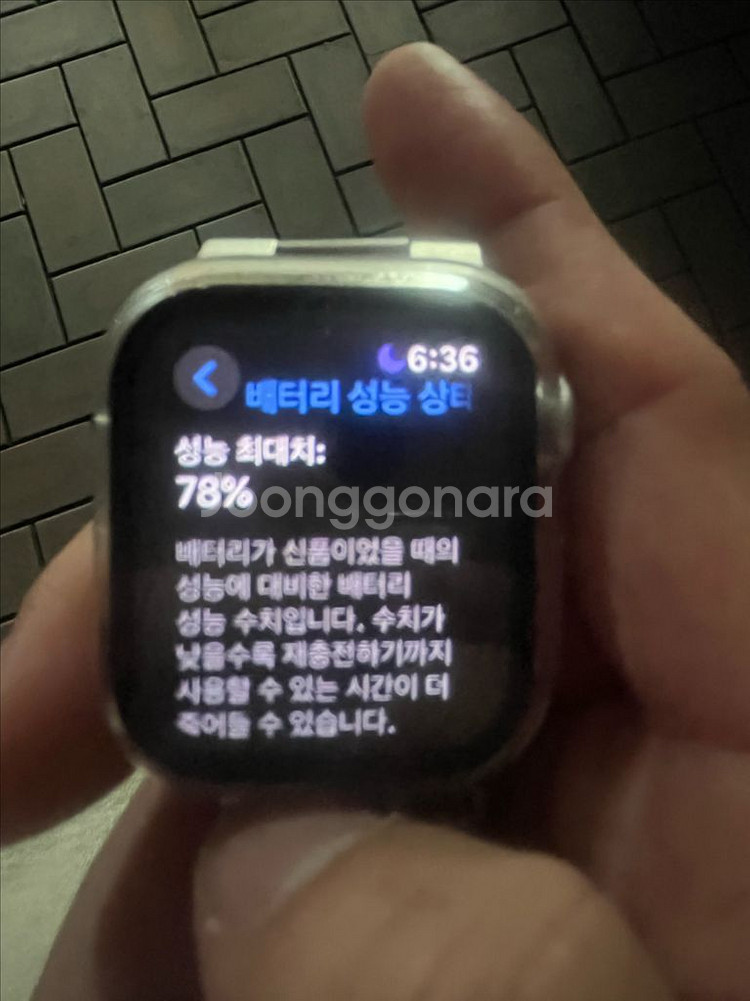 6:36
배터리 성능 상태
성능 최대치:
78%
Joonggonara
배터리가 신품이었을 때의
성능에 대비한 배터리
성능 수치입니다. 수치가
낮을수록 재충전하기까지
사용할 수 있는 시간이 더
줄어들 수 있습니다.